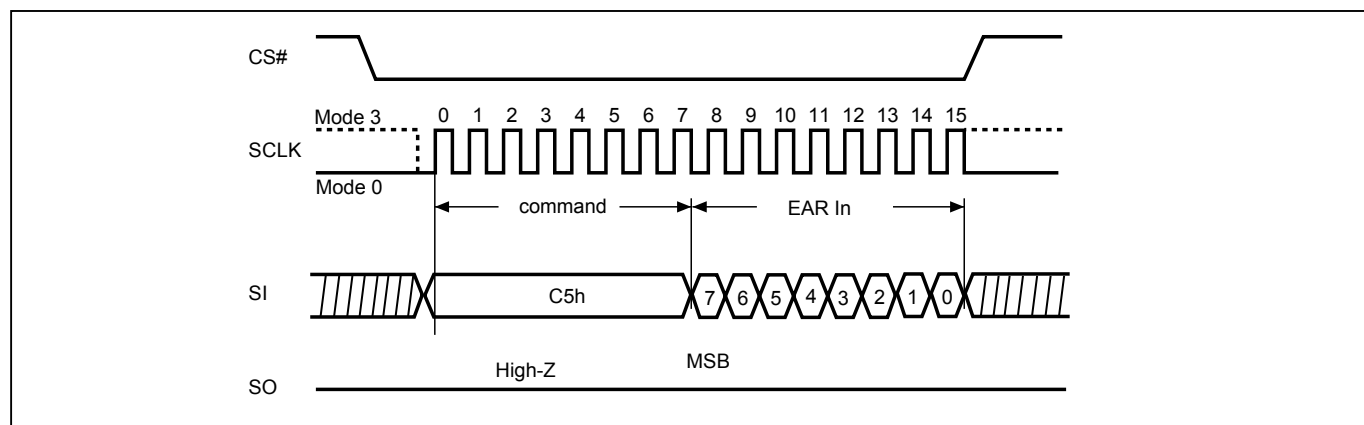 CS#
Mode 3 0 1 2 3 4 5 6 7 8 9 10 11 12 13 14 15
SCLK
Mode 0
command EAR In
SI C5h 7 6 5 4 3 2 1 0
High-Z MSB
SO